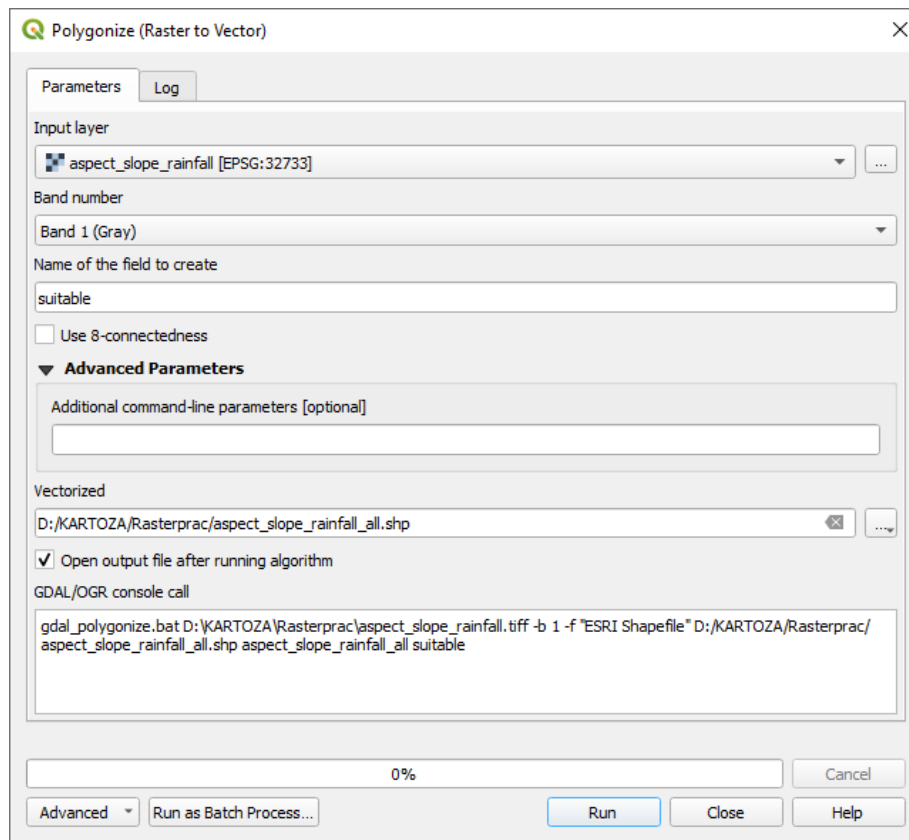 Polygonize (Raster to Vector)
Parameters
Log
Input layer
aspect_slope_rainfall [EPSG:32733]
...
Band number
Band 1 (Gray)
Name of the field to create
suitable
Use 8-connectedness
Advanced Parameters
Additional command-line parameters [optional]
Vectorized
D:/KARTOZA/Rasterprac/aspect_slope_rainfall_all.shp
...
Open output file after running algorithm
GDAL/OGR console call
gdal_polygonize.bat D:\KARTOZA\Rasterprac\aspect_slope_rainfall.tiff -b 1 -f "ESRI Shapefile" D:/KARTOZA/Rasterprac/
aspect_slope_rainfall_all.shp aspect_slope_rainfall_all suitable
0%
Cancel
Advanced
Run as Batch Process...
Run
Close
Help